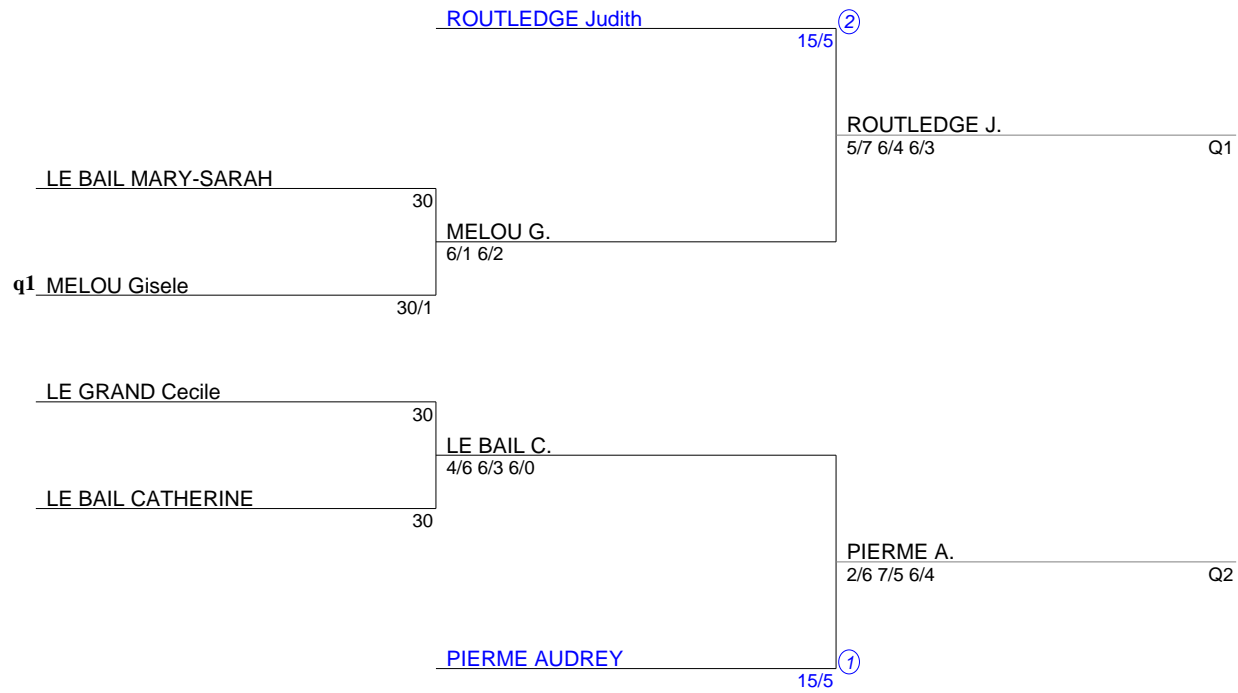 ROUTLEDGE Judith 2
15/5
ROUTLEDGE J.
5/7 6/4 6/3 Q1
LE BAIL MARY-SARAH
30
MELOU G.
6/1 6/2
q1 MELOU Gisele
30/1
LE GRAND Cecile
30
LE BAIL C.
4/6 6/3 6/0
LE BAIL CATHERINE
30
PIERME A.
2/6 7/5 6/4 Q2
PIERME AUDREY 1
15/5